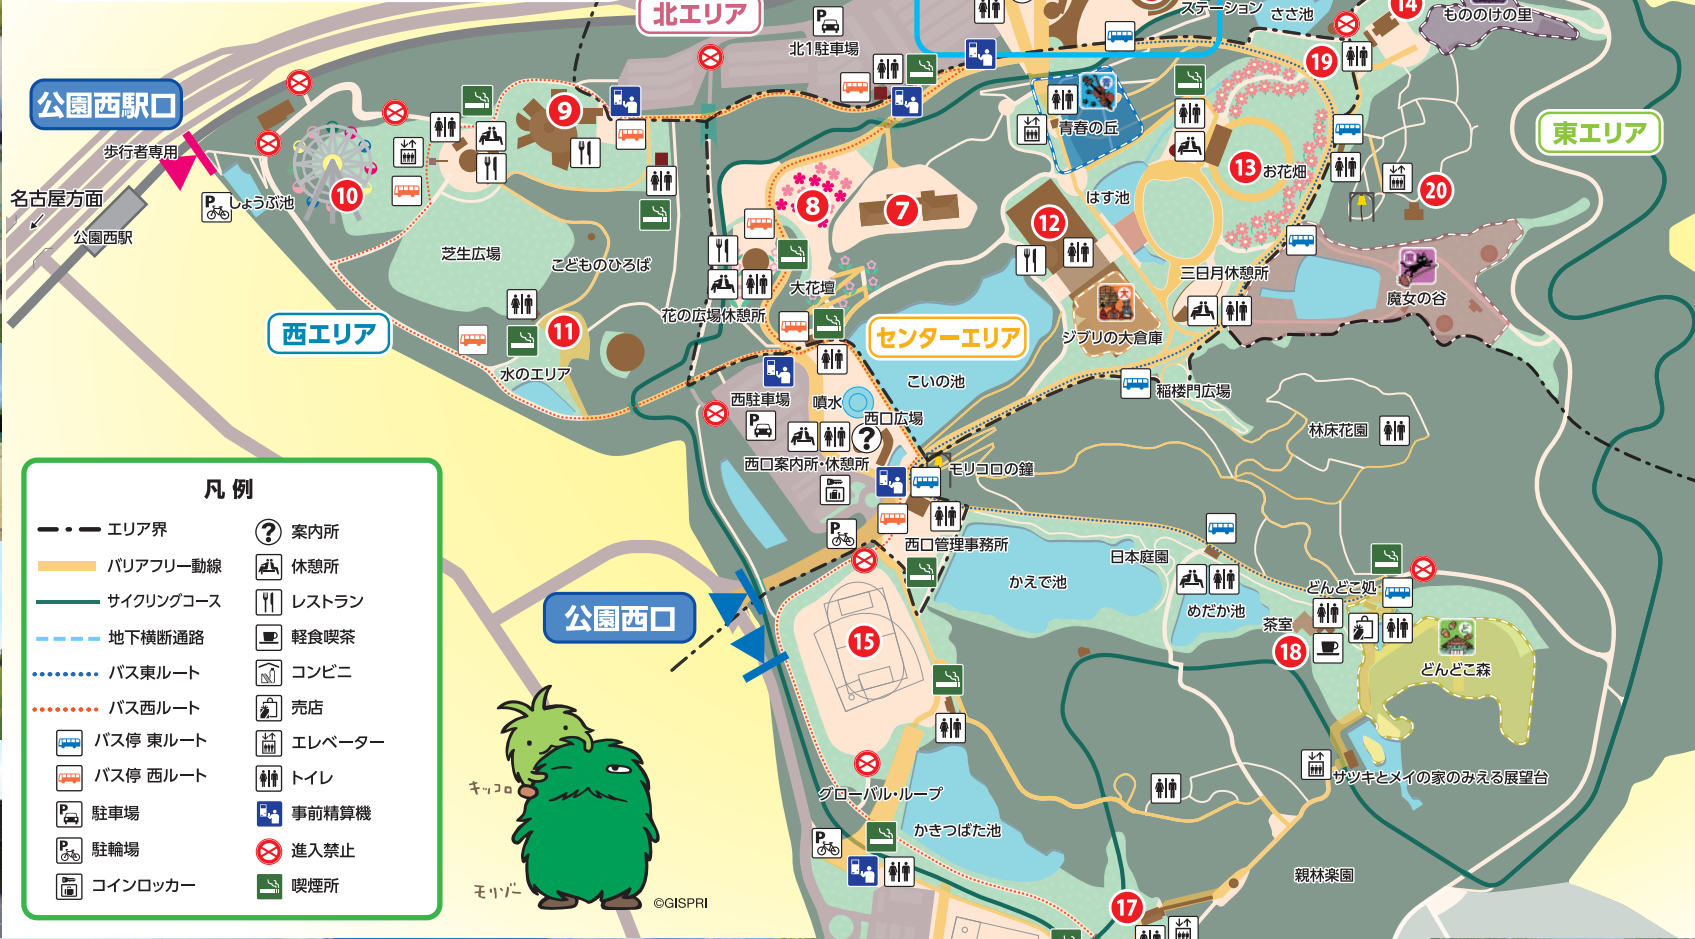 北エリア
P
北1駐車場
ステーション
ささ池
14
もののけの里
公園西駅口
歩行者専用
名古屋方面
公園西駅
P
しょうぶ池
9
10
19
東エリア
青春の丘
はす池
13
お花畑
20
8
7
12
芝生広場
こどものひろば
大花壇
花の広場休憩所
三日月休憩所
魔女の谷
大
ジブリの大倉庫
西エリア
11
センターエリア
水のエリア
こいの池
稲楼門広場
西駐車場
噴水
西口広場
P
?
西口案内所・休憩所
モリコロの鐘
林床花園
P
西口管理事務所
かえで池
日本庭園
めだか池
どんどこ処
茶室
18
どんどこ森
公園西口
15
グローバル・ループ
かきつばた池
P
サツキとメイの家のみえる展望台
親林楽園
17
凡例
エリア界
バリアフリー動線
サイクリングコース
地下横断通路
バス東ルート
バス西ルート
バス停 東ルート
バス停 西ルート
P
駐車場
P
駐輪場
コインロッカー
?
案内所
休憩所
レストラン
軽食喫茶
コンビニ
売店
エレベーター
トイレ
事前精算機
進入禁止
喫煙所
キッコロ
モリゾー
©GISPRI